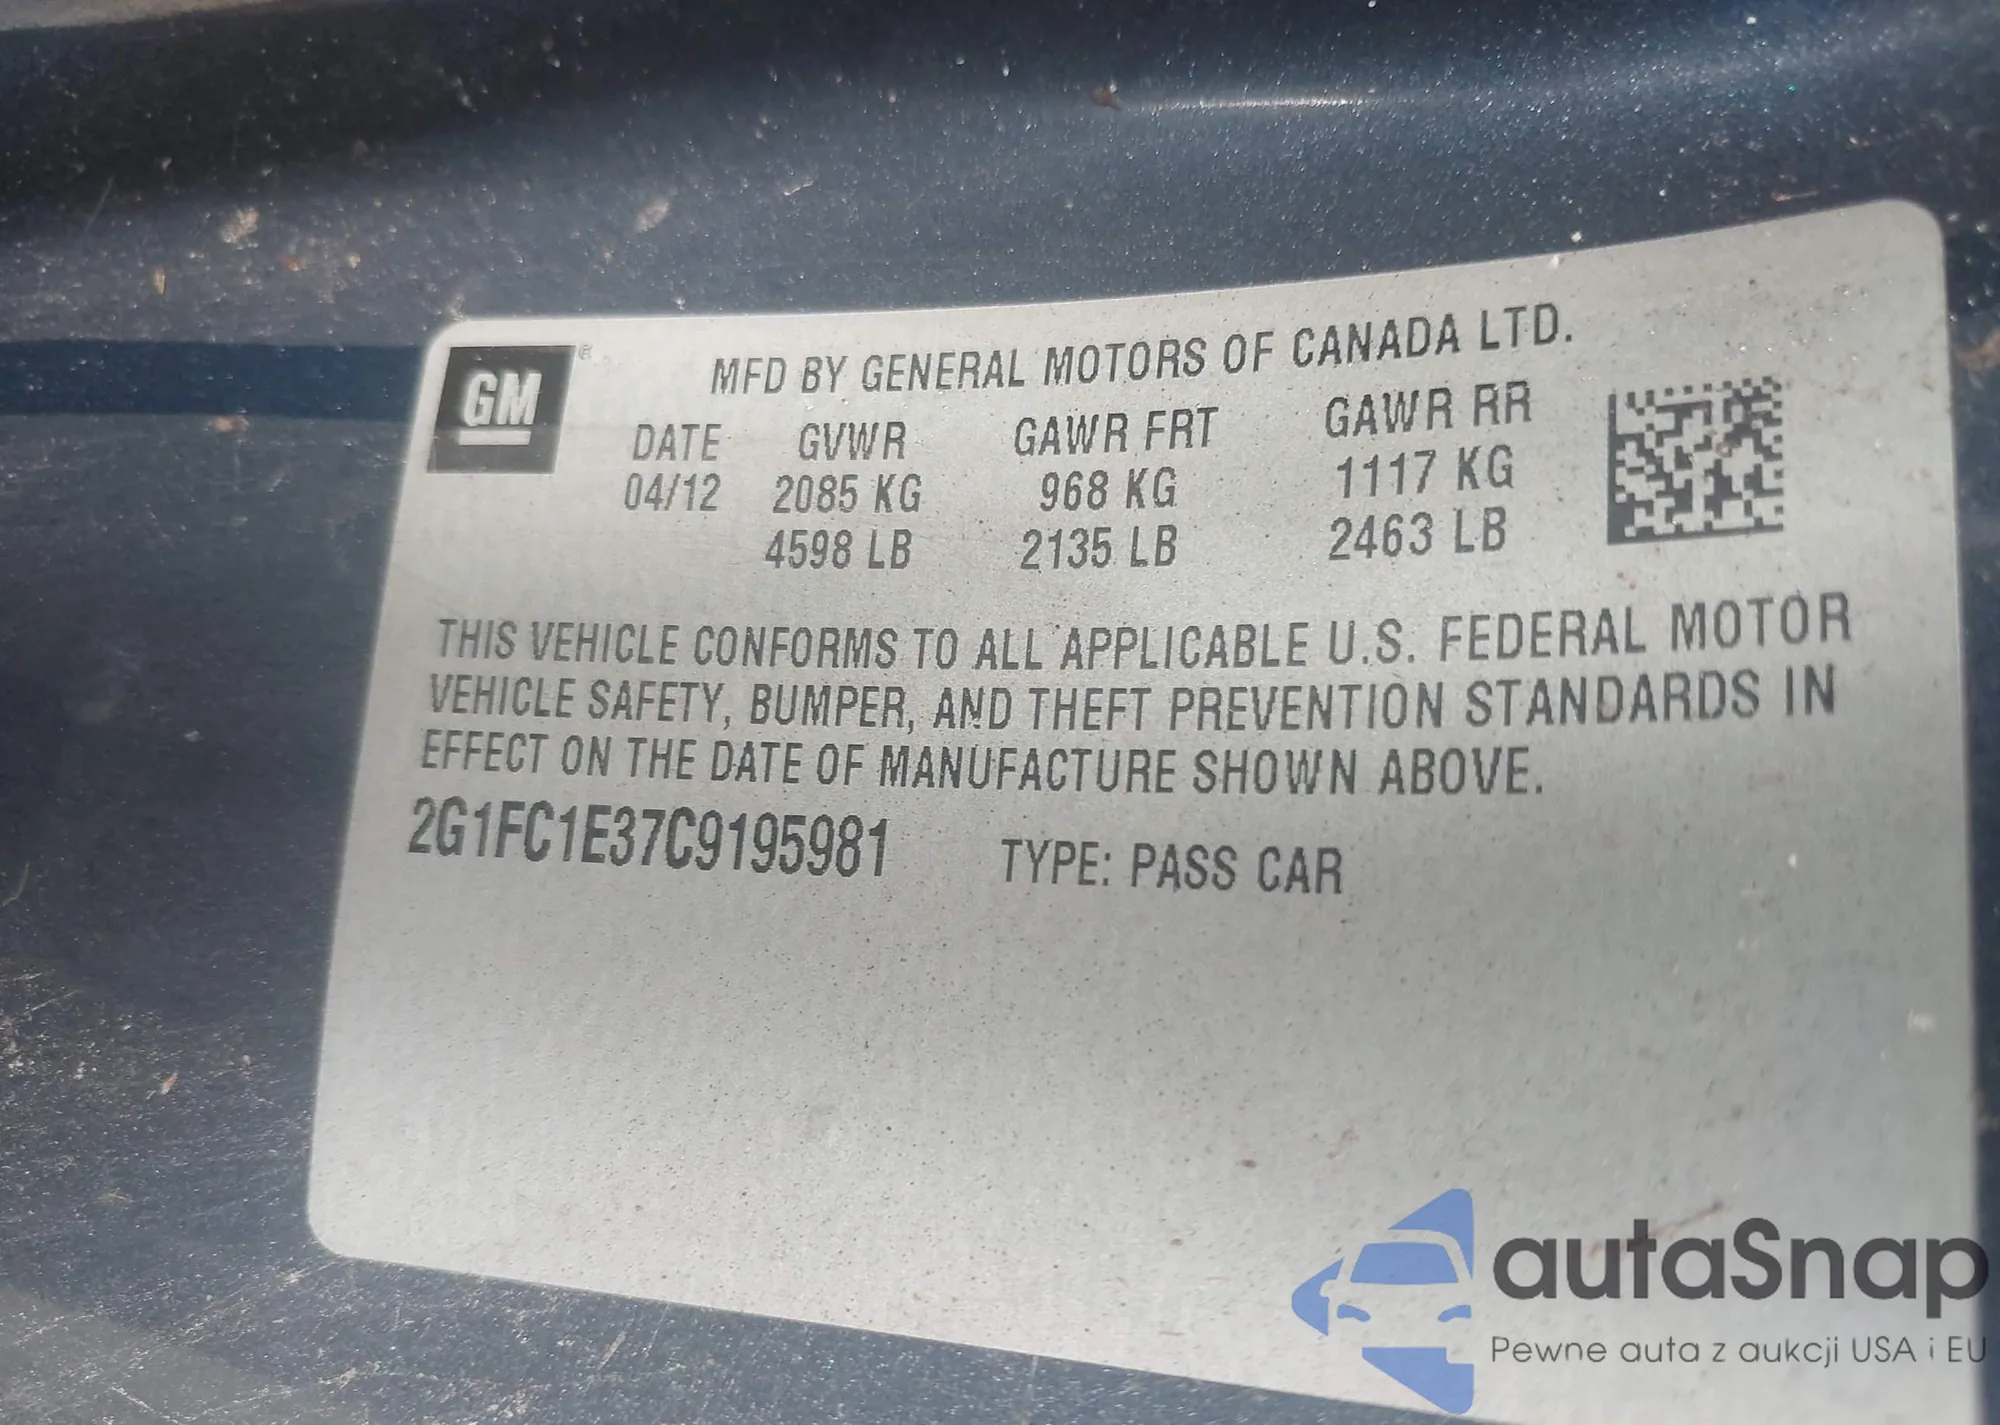 GM ®
MFD BY GENERAL MOTORS OF CANADA LTD.
DATE GVWR GAWR FRT GAWR RR
04/12 2085 KG 968 KG 1117 KG
4598 LB 2135 LB 2463 LB
THIS VEHICLE CONFORMS TO ALL APPLICABLE U.S. FEDERAL MOTOR
VEHICLE SAFETY, BUMPER, AND THEFT PREVENTION STANDARDS IN
EFFECT ON THE DATE OF MANUFACTURE SHOWN ABOVE.
2G1FC1E37C9195981 TYPE: PASS CAR
autaSnap
Pewne auta z aukcji USA i EU